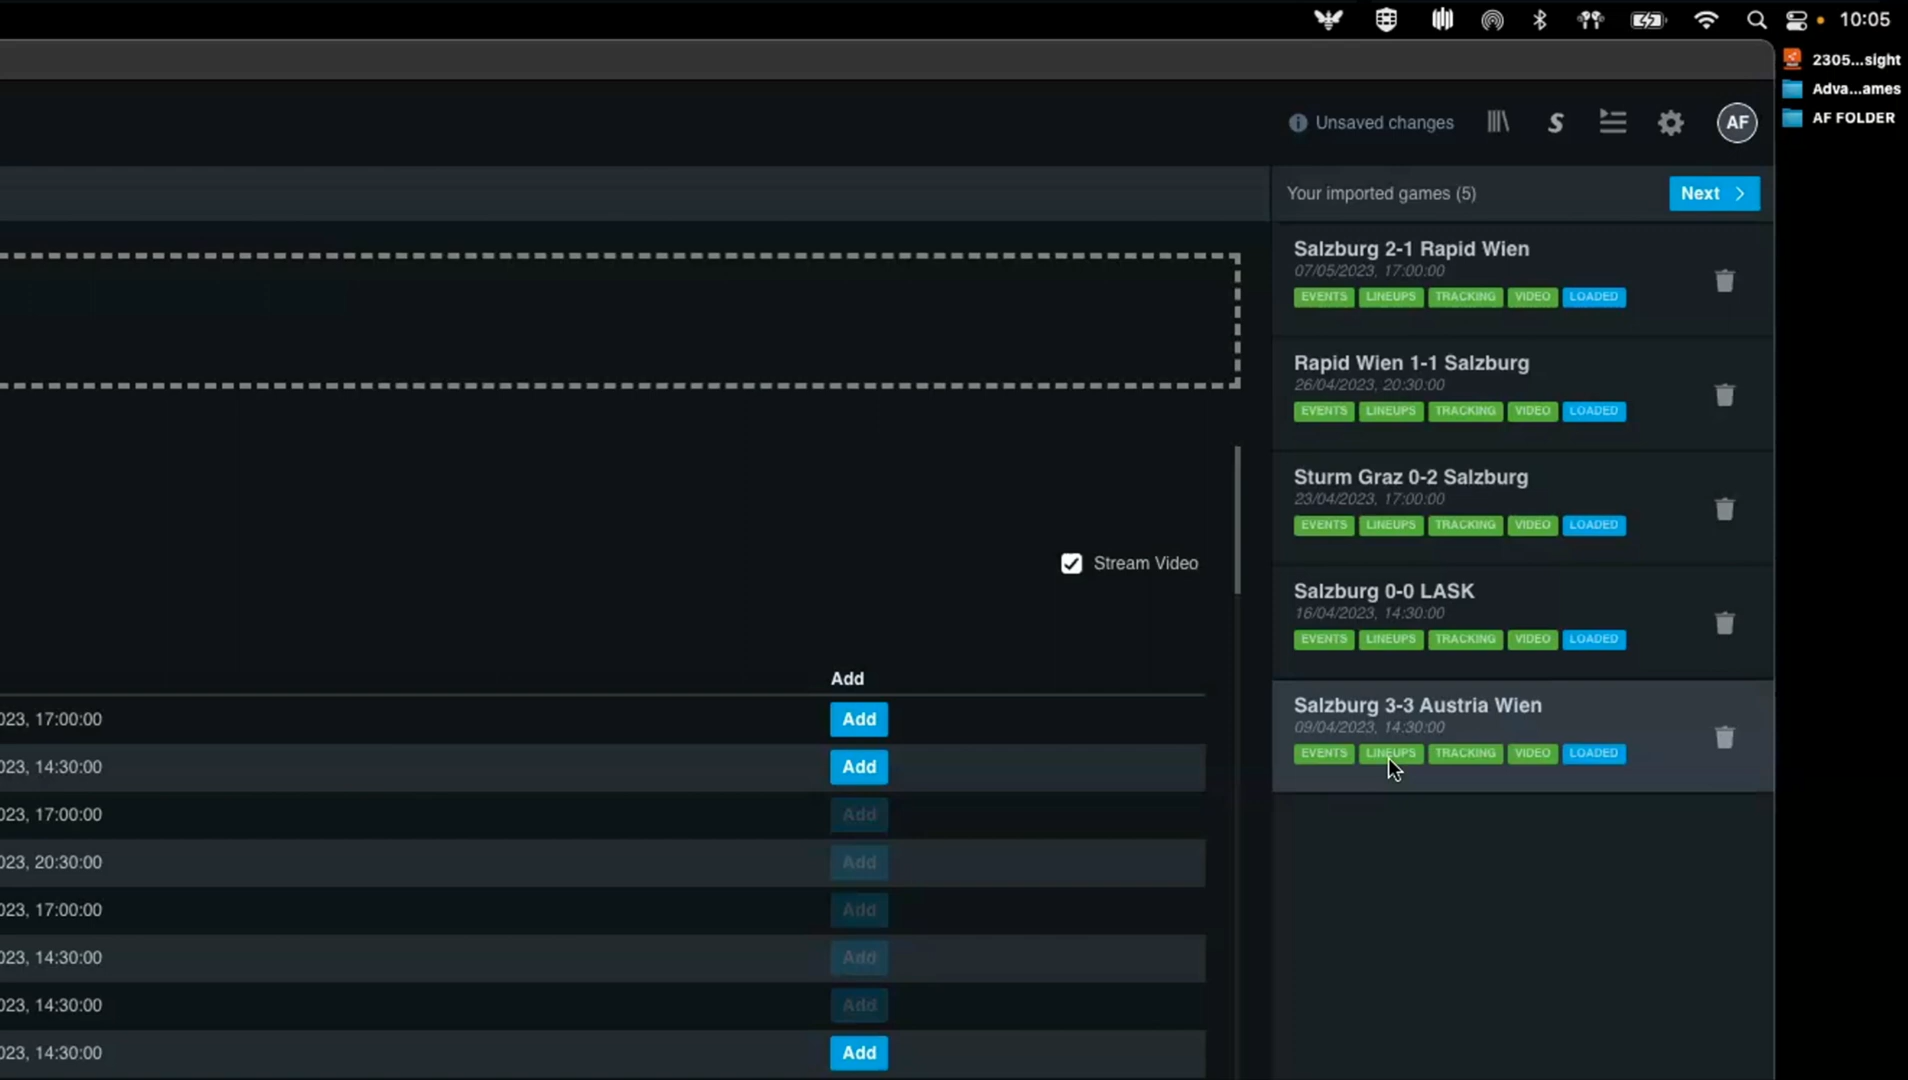 10:05
2305...sight
Adva...ames
AF FOLDER
Unsaved changes
S
AF
Your imported games (5)
Next
Salzburg 2-1 Rapid Wien
07/05/2023, 17:00:00
EVENTS LINEUPS TRACKING VIDEO LOADED
Rapid Wien 1-1 Salzburg
26/04/2023, 20:30:00
EVENTS LINEUPS TRACKING VIDEO LOADED
Sturm Graz 0-2 Salzburg
23/04/2023, 17:00:00
EVENTS LINEUPS TRACKING VIDEO LOADED
Salzburg 0-0 LASK
16/04/2023, 14:30:00
EVENTS LINEUPS TRACKING VIDEO LOADED
Salzburg 3-3 Austria Wien
09/04/2023, 14:30:00
EVENTS LINEUPS TRACKING VIDEO LOADED
Stream Video
Add
023, 17:00:00 Add
023, 14:30:00 Add
023, 17:00:00 Add
023, 20:30:00 Add
023, 17:00:00 Add
023, 14:30:00 Add
023, 14:30:00 Add
023, 14:30:00 Add